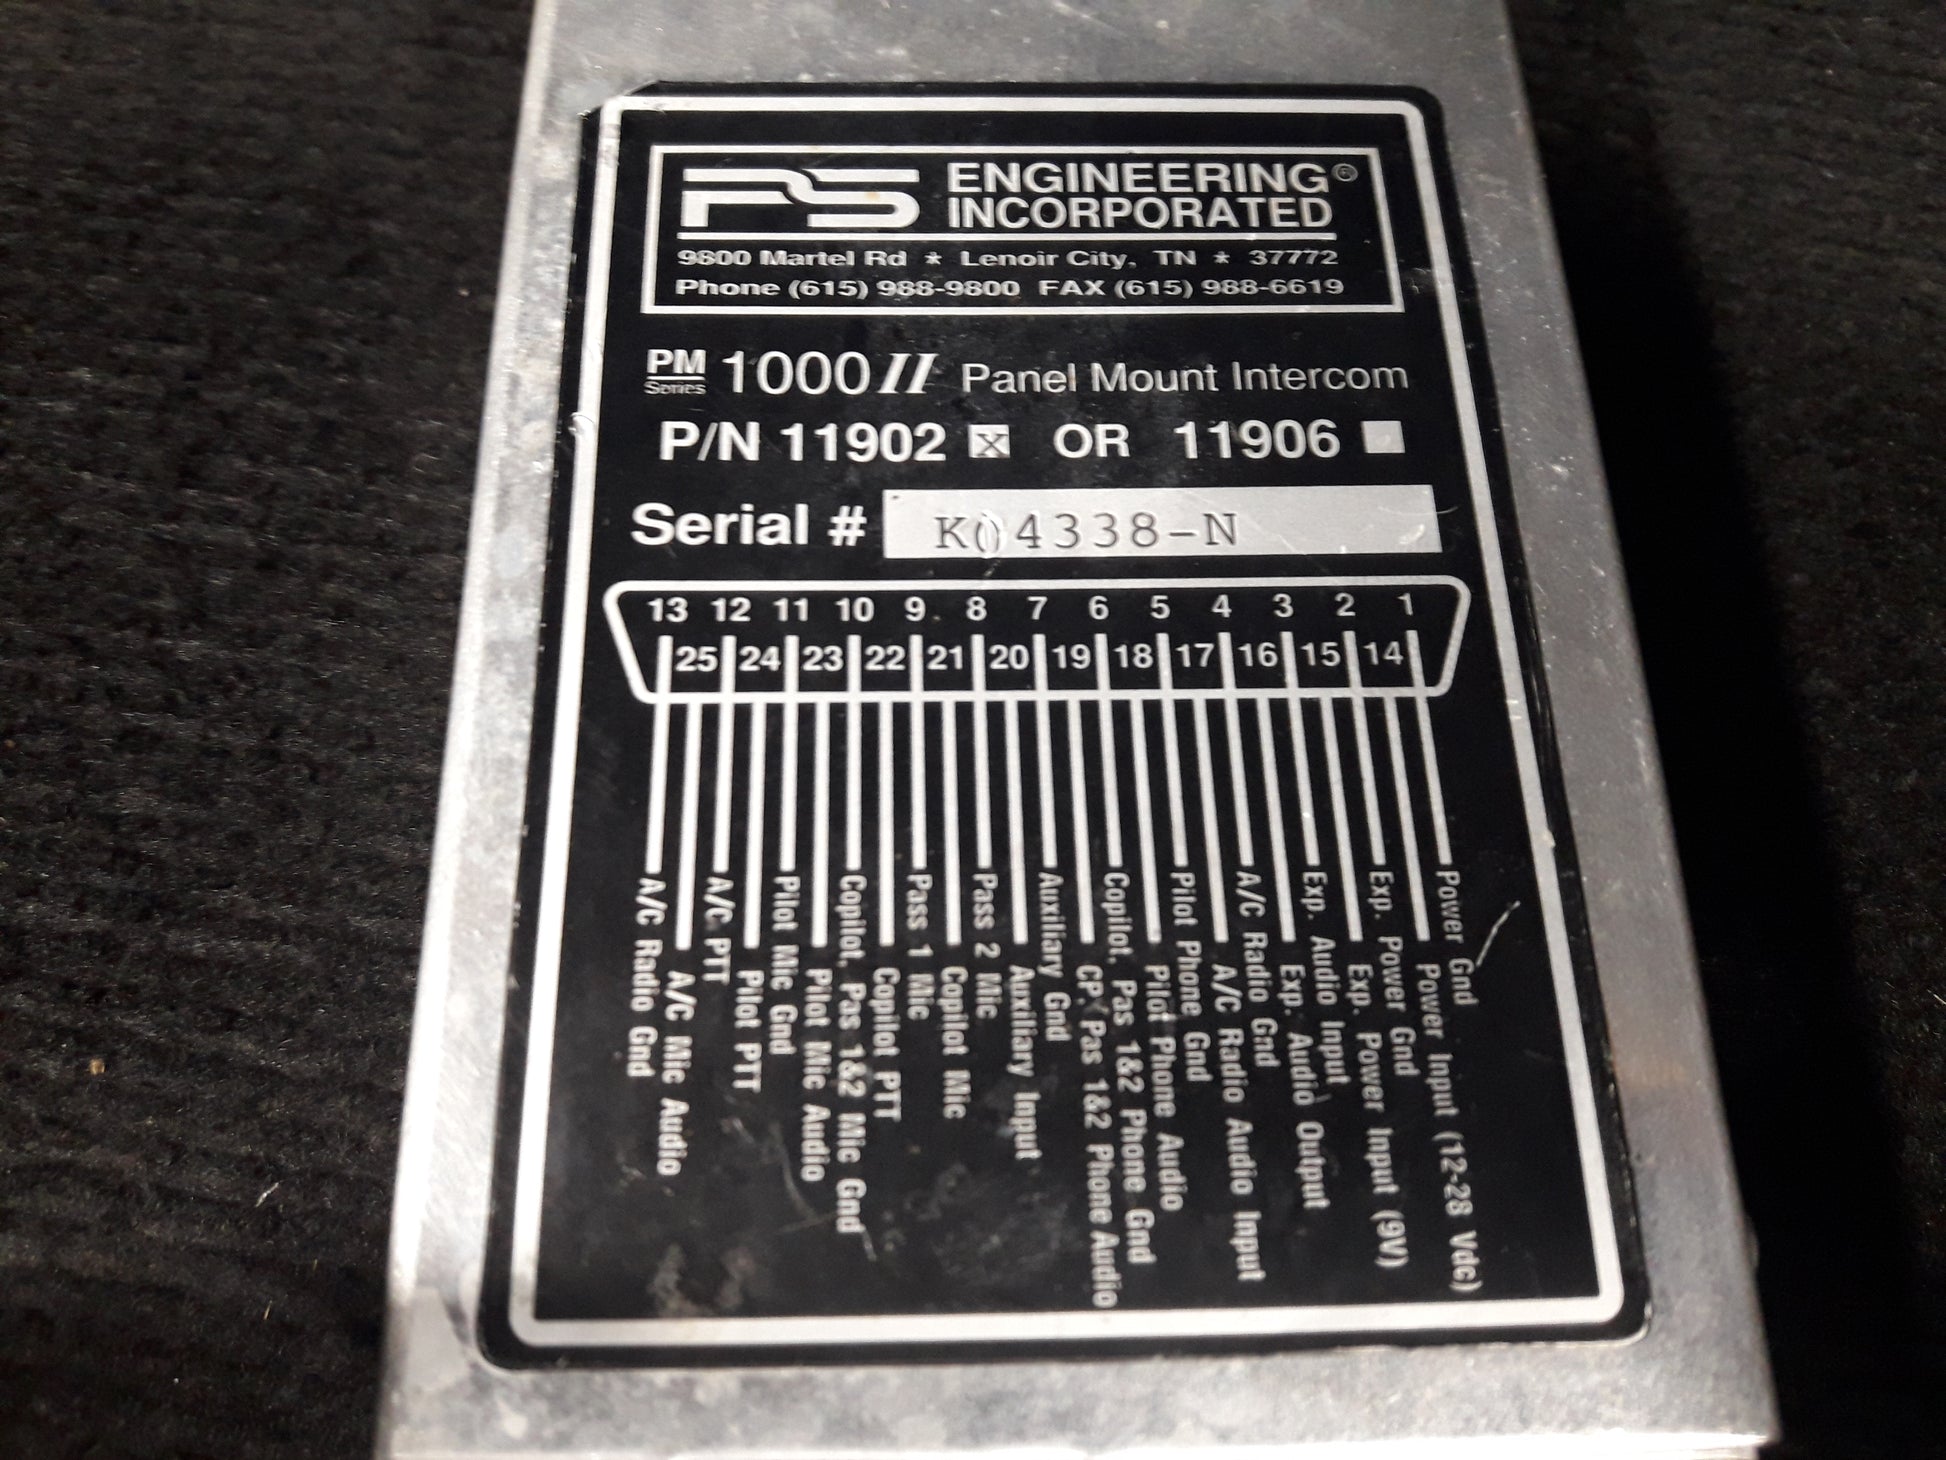 PS ENGINEERING®
INCORPORATED
9800 Martel Rd * Lenoir City, TN * 37772
Phone (615) 988-9800 FAX (615) 988-6619
PM Series 1000 II Panel Mount Intercom
P/N 11902 X OR 11906
Serial # K04338-N
13 12 11 10 9 8 7 6 5 4 3 2 1
25 24 23 22 21 20 19 18 17 16 15 14
Power Gnd
Power Input (12-28 Vdc)
Exp. Power Gnd
Exp. Power Input (9V)
Exp. Audio Input
Exp. Audio Output
A/C Radio Gnd
A/C Radio Audio Input
Pilot Phone Gnd
Pilot Phone Audio
Copilot, Pas 1&2 Phone Gnd
CP, Pas 1&2 Phone Audio
Auxiliary Gnd
Auxiliary Input
Pass 2 Mic
Copilot Mic
Pass 1 Mic
Copilot PTT
Copilot, Pas 1&2 Mic Gnd
Pilot Mic Audio
Pilot Mic Gnd
Pilot PTT
A/C PTT
A/C Mic Audio
A/C Radio Gnd